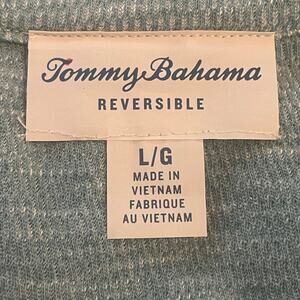 Tommy Bahama
REVERSIBLE
L/G
MADE IN
VIETNAM
FABRIQUE
AU VIETNAM